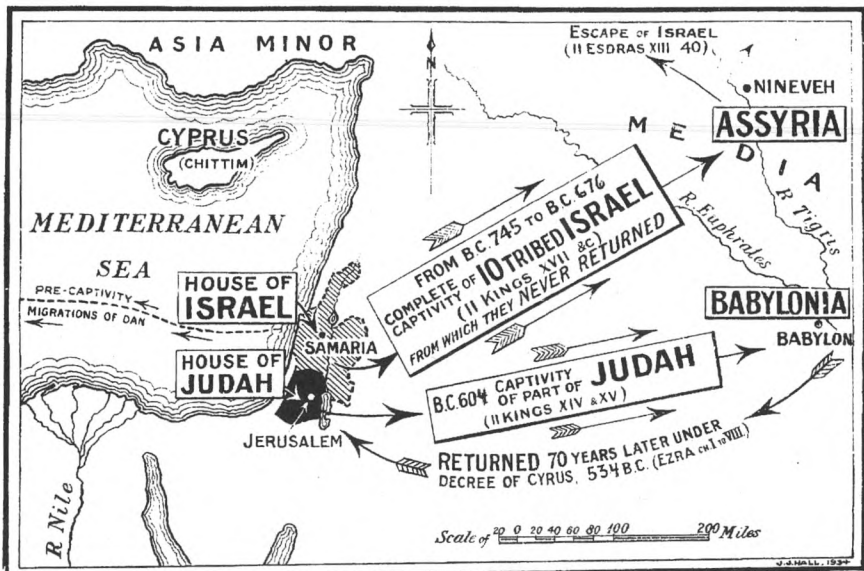 ASIA MINOR
ESCAPE OF ISRAEL
(II ESDRAS XIII 40)
N
NINEVEH
ASSYRIA
MEDIA
CYPRUS
(CHITTIM)
MEDITERRANEAN
SEA
PRE-CAPTIVITY
MIGRATIONS OF DAN
HOUSE OF
ISRAEL
HOUSE OF
JUDAH
SAMARIA
JERUSALEM
R Nile
FROM B.C. 745 TO B.C. 676
COMPLETE CAPTIVITY OF 10 TRIBED ISRAEL
(II KINGS XVII &C)
FROM WHICH THEY NEVER RETURNED
R. Euphrates
R Tigris
BABYLONIA
BABYLON
B.C. 604 CAPTIVITY OF PART OF JUDAH
(II KINGS XIV & XV)
RETURNED 70 YEARS LATER UNDER
DECREE OF CYRUS, 534 B.C. (EZRA CH. I TO VIII.)
Scale of 20 0 20 40 60 80 100 200 Miles
J.J.HALL, 1934